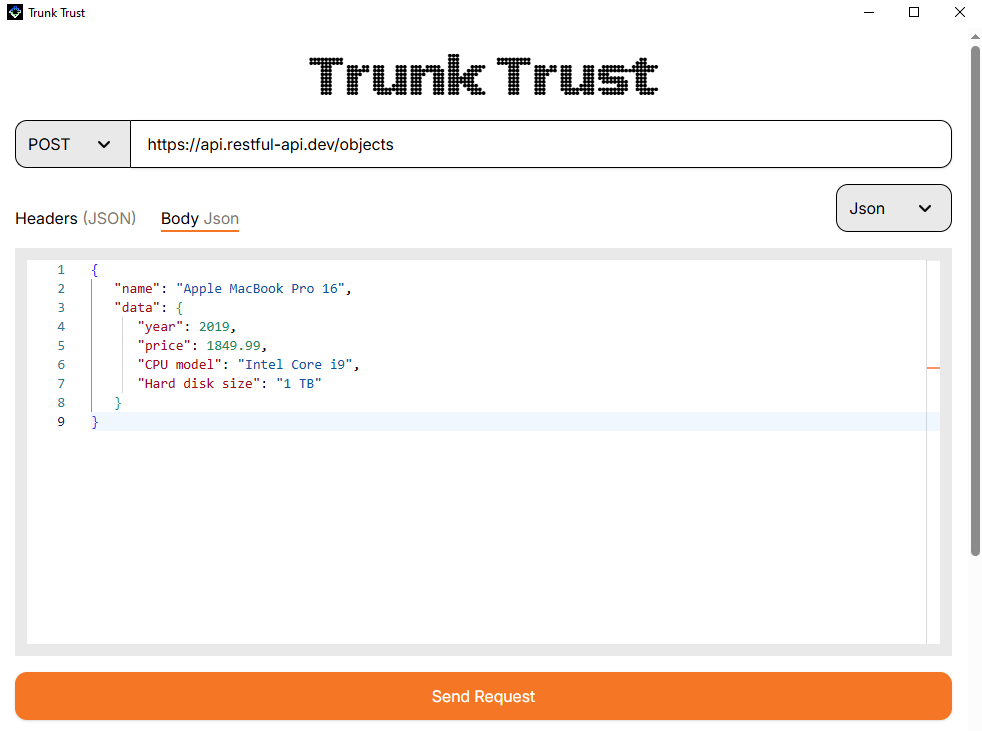 Trunk Trust
Trunk Trust
POST https://api.restful-api.dev/objects
Headers (JSON) Body Json Json
1 {
2 "name": "Apple MacBook Pro 16",
3 "data": {
4 "year": 2019,
5 "price": 1849.99,
6 "CPU model": "Intel Core i9",
7 "Hard disk size": "1 TB"
8 }
9 }
Send Request